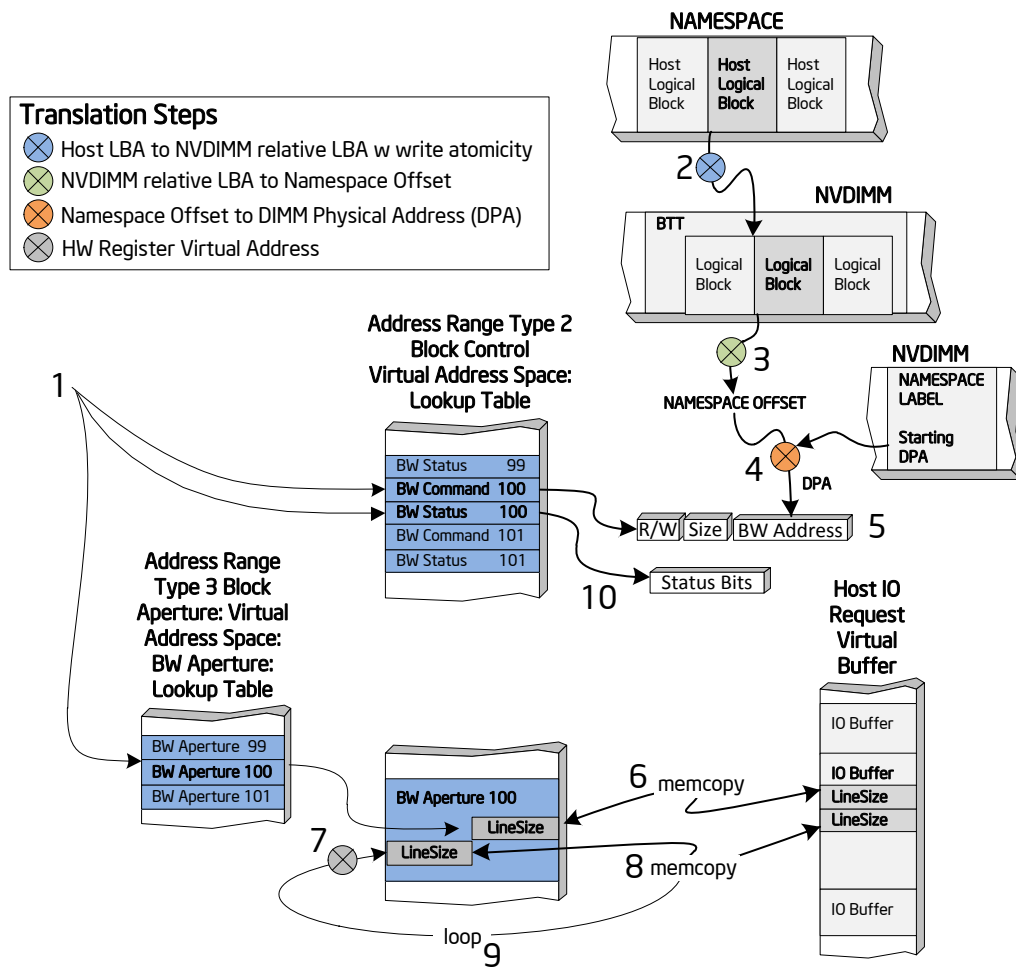 NAMESPACE
Host
Logical
Block
Host
Logical
Block
Host
Logical
Block
Translation Steps
Host LBA to NVDIMM relative LBA w write atomicity
NVDIMM relative LBA to Namespace Offset
Namespace Offset to DIMM Physical Address (DPA)
HW Register Virtual Address
2
NVDIMM
BTT
Logical
Block
Logical
Block
Logical
Block
3
NAMESPACE OFFSET
NVDIMM
NAMESPACE
LABEL
Starting
DPA
4
DPA
1
Address Range Type 2
Block Control
Virtual Address Space:
Lookup Table
BW Status 99
BW Command 100
BW Status 100
BW Command 101
BW Status 101
R/W Size BW Address 5
10 Status Bits
Address Range
Type 3 Block
Aperture: Virtual
Address Space:
BW Aperture:
Lookup Table
BW Aperture 99
BW Aperture 100
BW Aperture 101
BW Aperture 100
LineSize
LineSize
6 memcopy
7
8 memcopy
loop 9
Host IO
Request
Virtual
Buffer
IO Buffer
IO Buffer
LineSize
LineSize
IO Buffer